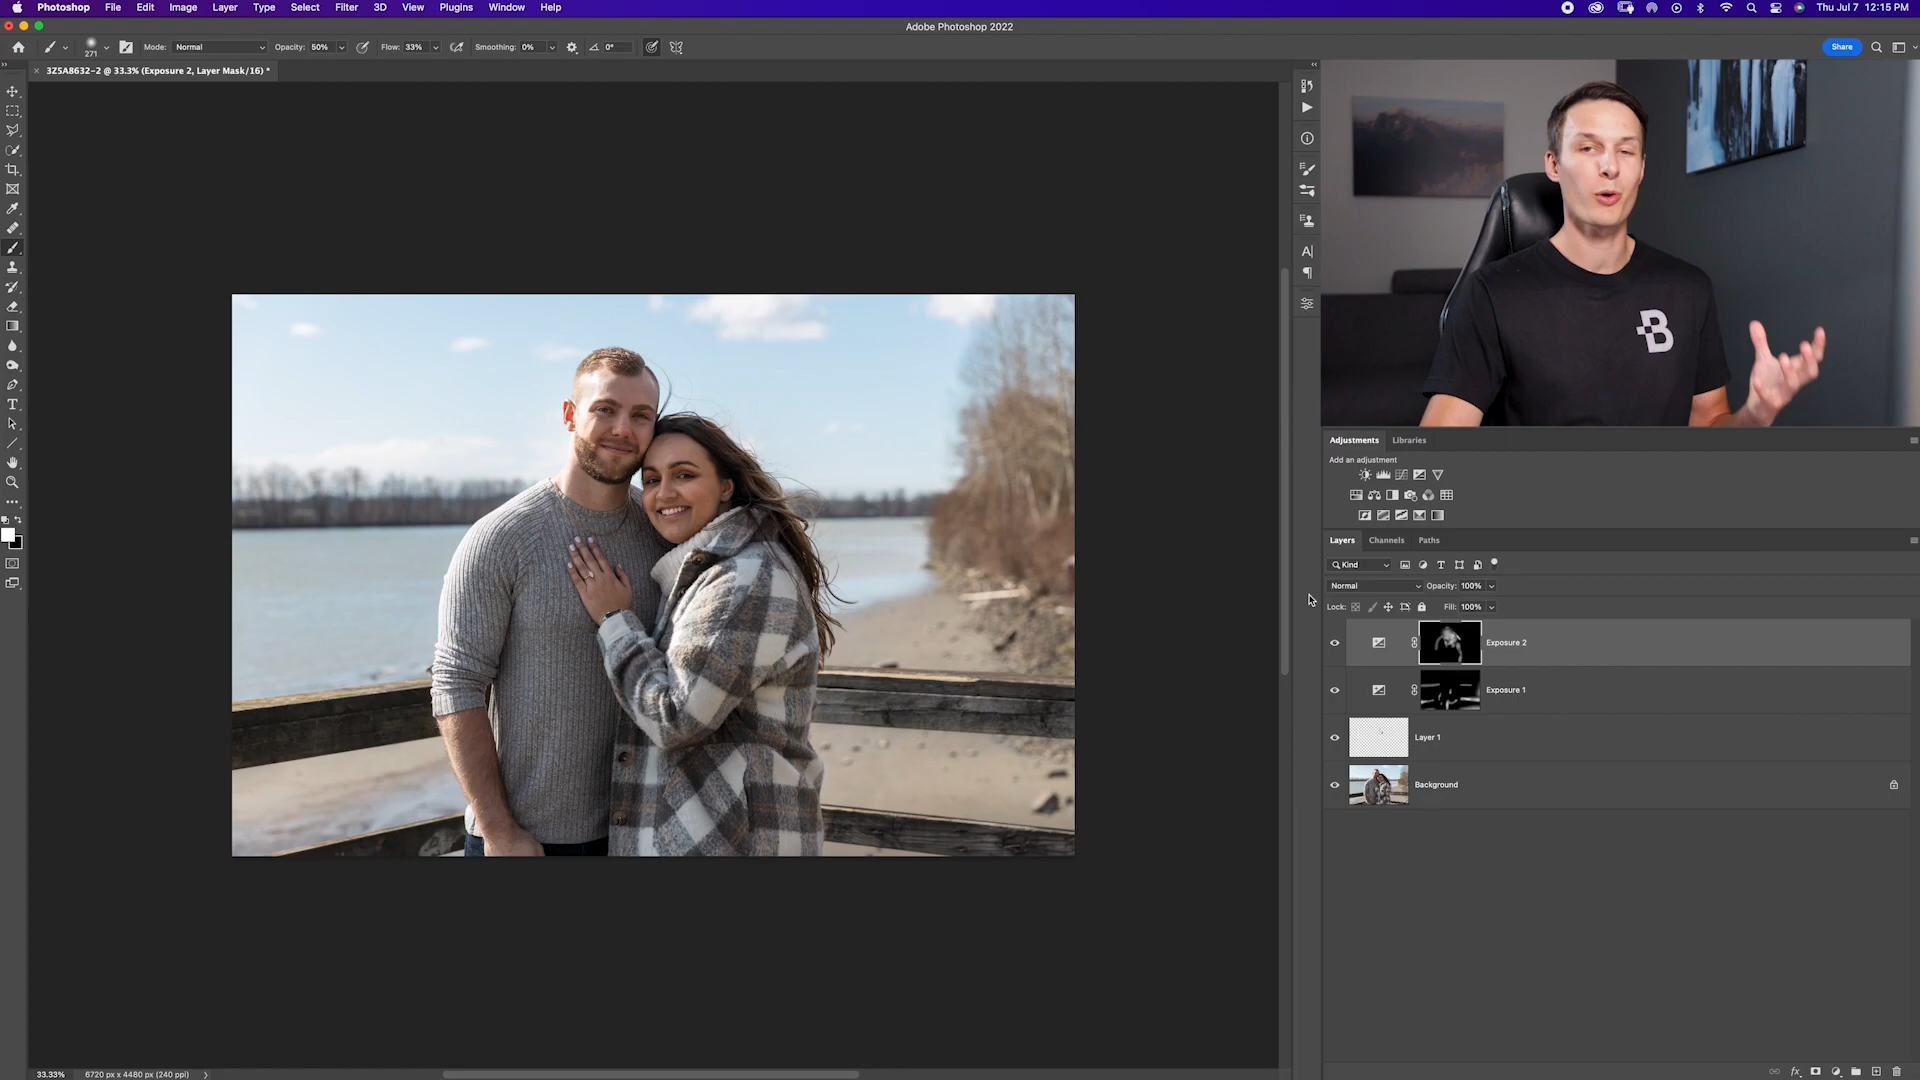 Photoshop File Edit Image Layer Type Select Filter 3D View Plugins Window Help Thu Jul 7 12:15 PM
Adobe Photoshop 2022
271 Mode: Normal Opacity: 50% Flow: 33% Smoothing: 0% 0° Share
3Z5A8632-2 @ 33.3% (Exposure 2, Layer Mask/16) *
B
Adjustments Libraries
Add an adjustment
Layers Channels Paths
Kind
Normal Opacity: 100%
Lock: Fill: 100%
Exposure 2
Exposure 1
Layer 1
Background
33.33% 6720 px x 4480 px (240 ppi)